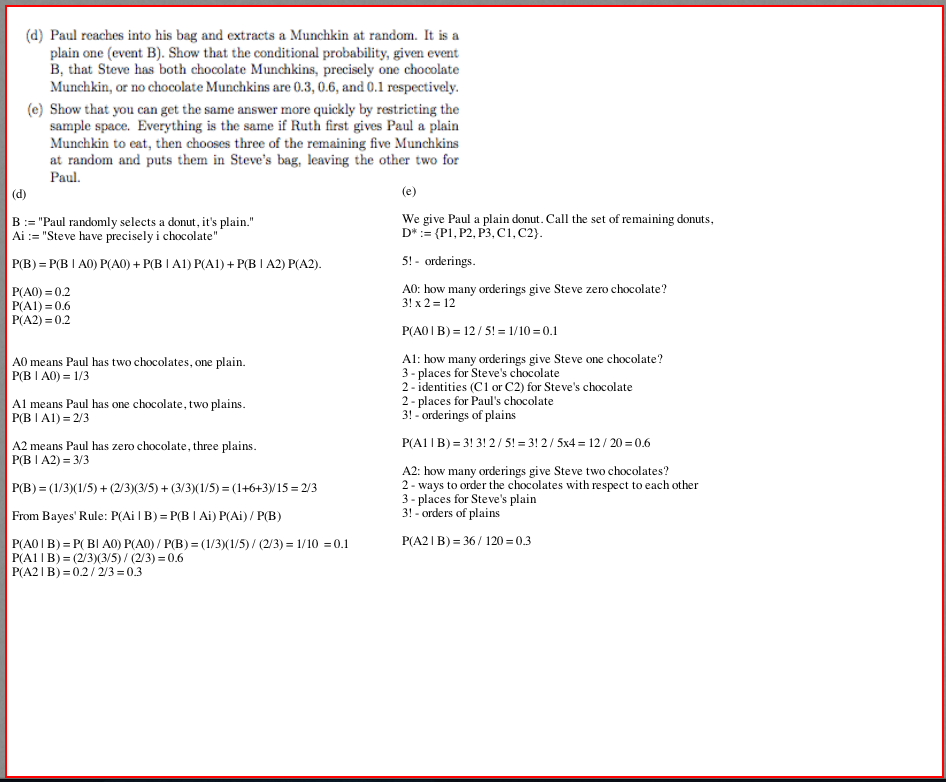 (d) Paul reaches into his bag and extracts a Munchkin at random. It is a
plain one (event B). Show that the conditional probability, given event
B, that Steve has both chocolate Munchkins, precisely one chocolate
Munchkin, or no chocolate Munchkins are 0.3, 0.6, and 0.1 respectively.
(e) Show that you can get the same answer more quickly by restricting the
sample space. Everything is the same if Ruth first gives Paul a plain
Munchkin to eat, then chooses three of the remaining five Munchkins
at random and puts them in Steve's bag, leaving the other two for
Paul.
(d)
B := "Paul randomly selects a donut, it's plain."
Ai := "Steve have precisely i chocolate"
P(B) = P(B | A0) P(A0) + P(B | A1) P(A1) + P(B | A2) P(A2).
P(A0) = 0.2
P(A1) = 0.6
P(A2) = 0.2
A0 means Paul has two chocolates, one plain.
P(B | A0) = 1/3
A1 means Paul has one chocolate, two plains.
P(B | A1) = 2/3
A2 means Paul has zero chocolate, three plains.
P(B | A2) = 3/3
P(B) = (1/3)(1/5) + (2/3)(3/5) + (3/3)(1/5) = (1+6+3)/15 = 2/3
From Bayes' Rule: P(Ai | B) = P(B | Ai) P(Ai) / P(B)
P(A0 | B) = P( B| A0) P(A0) / P(B) = (1/3)(1/5) / (2/3) = 1/10 = 0.1
P(A1 | B) = (2/3)(3/5) / (2/3) = 0.6
P(A2 | B) = 0.2 / 2/3 = 0.3
(e)
We give Paul a plain donut. Call the set of remaining donuts,
D* := {P1, P2, P3, C1, C2}.
5! - orderings.
A0: how many orderings give Steve zero chocolate?
3! x 2 = 12
P(A0 | B) = 12 / 5! = 1/10 = 0.1
A1: how many orderings give Steve one chocolate?
3 - places for Steve's chocolate
2 - identities (C1 or C2) for Steve's chocolate
2 - places for Paul's chocolate
3! - orderings of plains
P(A1 | B) = 3! 3! 2 / 5! = 3! 2 / 5x4 = 12 / 20 = 0.6
A2: how many orderings give Steve two chocolates?
2 - ways to order the chocolates with respect to each other
3 - places for Steve's plain
3! - orders of plains
P(A2 | B) = 36 / 120 = 0.3